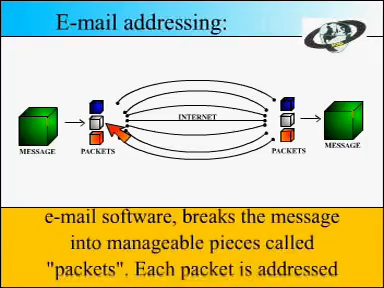 E-mail addressing:
INTERNET
MESSAGE
PACKETS
PACKETS
MESSAGE
e-mail software, breaks the message
into manageable pieces called
"packets". Each packet is addressed